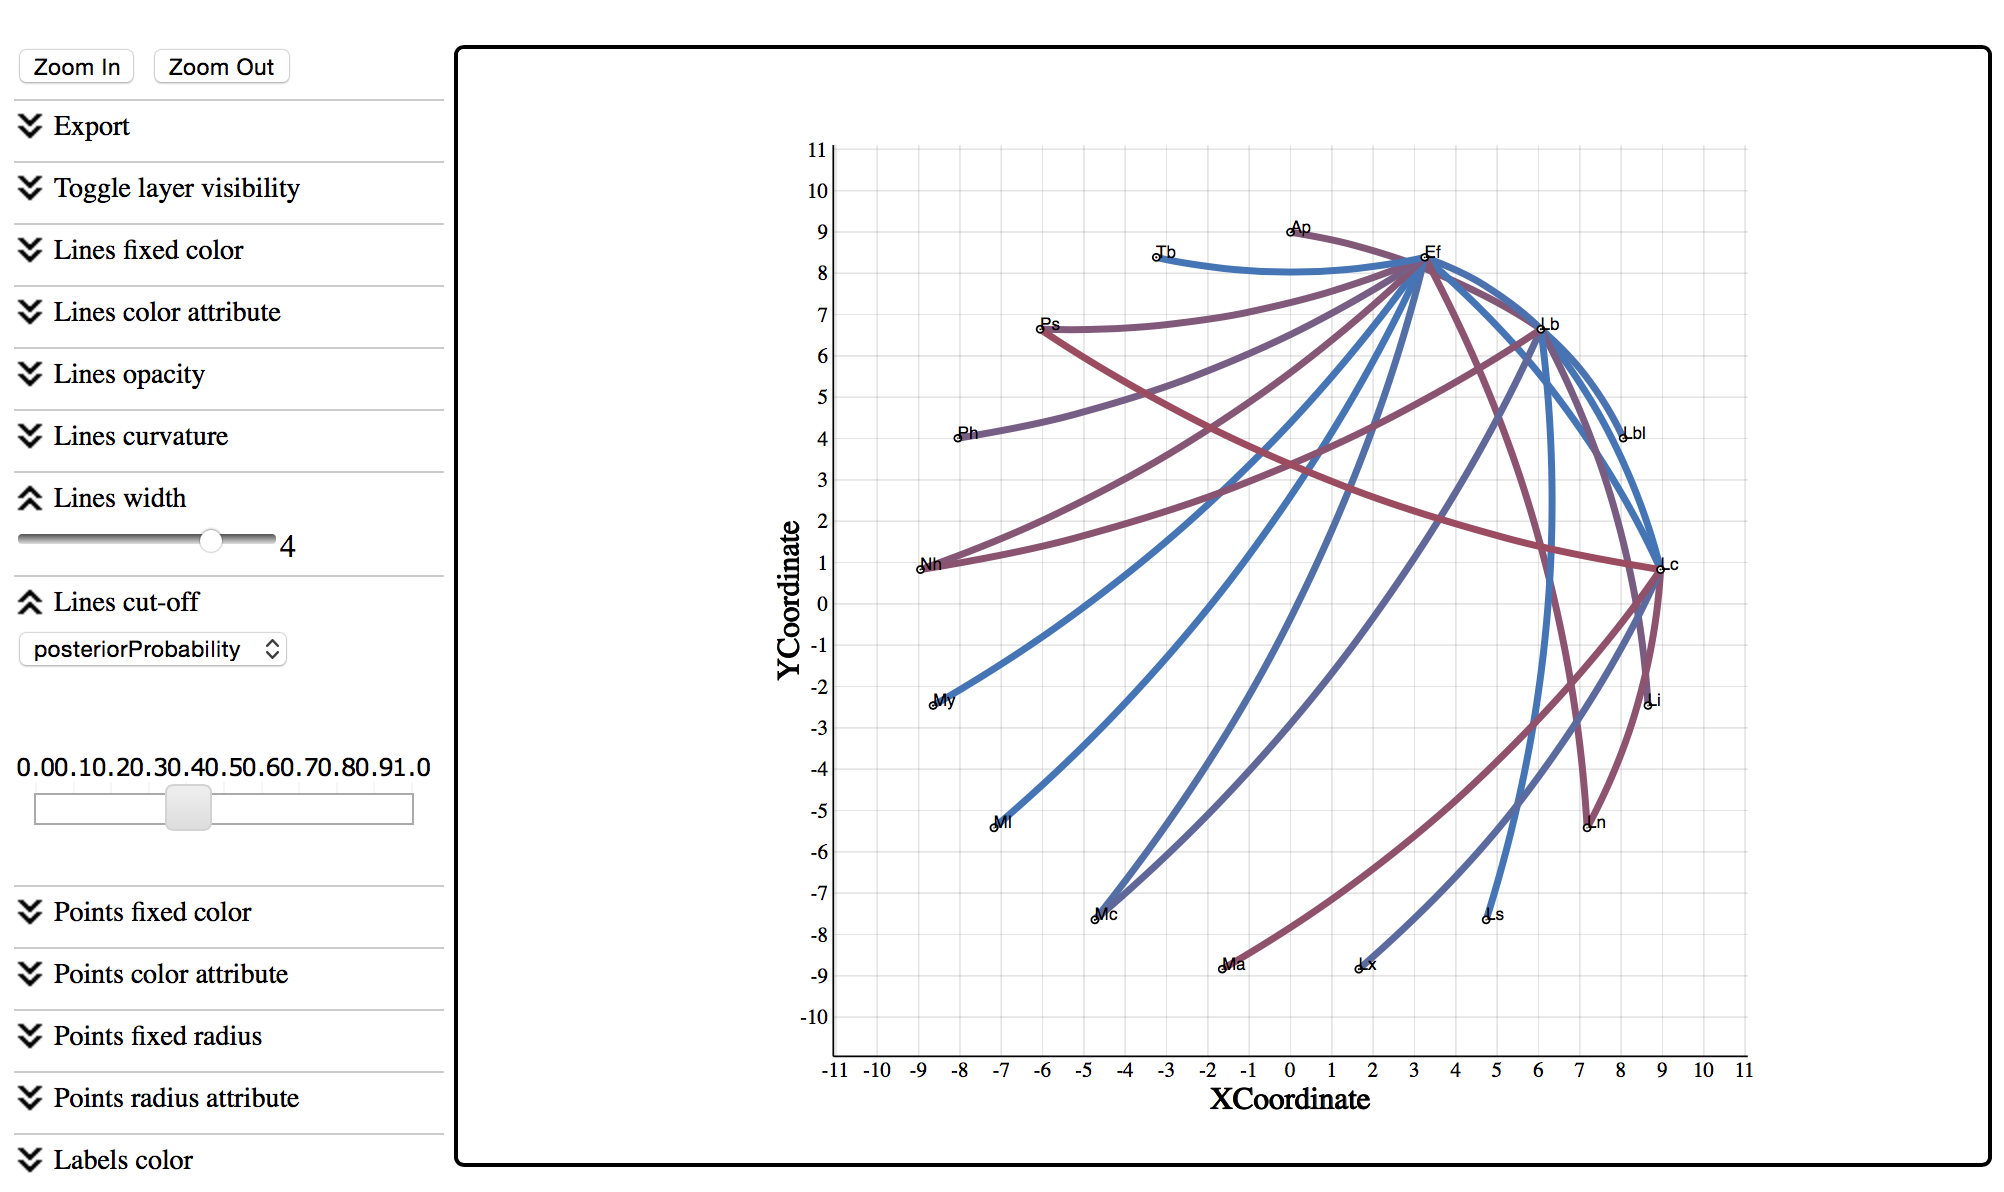 Zoom In Zoom Out
Export
Toggle layer visibility
Lines fixed color
Lines color attribute
Lines opacity
Lines curvature
Lines width
4
Lines cut-off
posteriorProbability
0.00.10.20.30.40.50.60.70.80.91.0
Points fixed color
Points color attribute
Points fixed radius
Points radius attribute
Labels color
11
10
9
8
7
6
5
4
3
2
1
0
-1
-2
-3
-4
-5
-6
-7
-8
-9
-10
YCoordinate
Ap
Tb
Ef
Ps
Lb
Ph
Lbl
Nh
Lc
My
Li
Ml
Ln
Mc
Ls
Ma
Lx
-11 -10 -9 -8 -7 -6 -5 -4 -3 -2 -1 0 1 2 3 4 5 6 7 8 9 10 11
XCoordinate